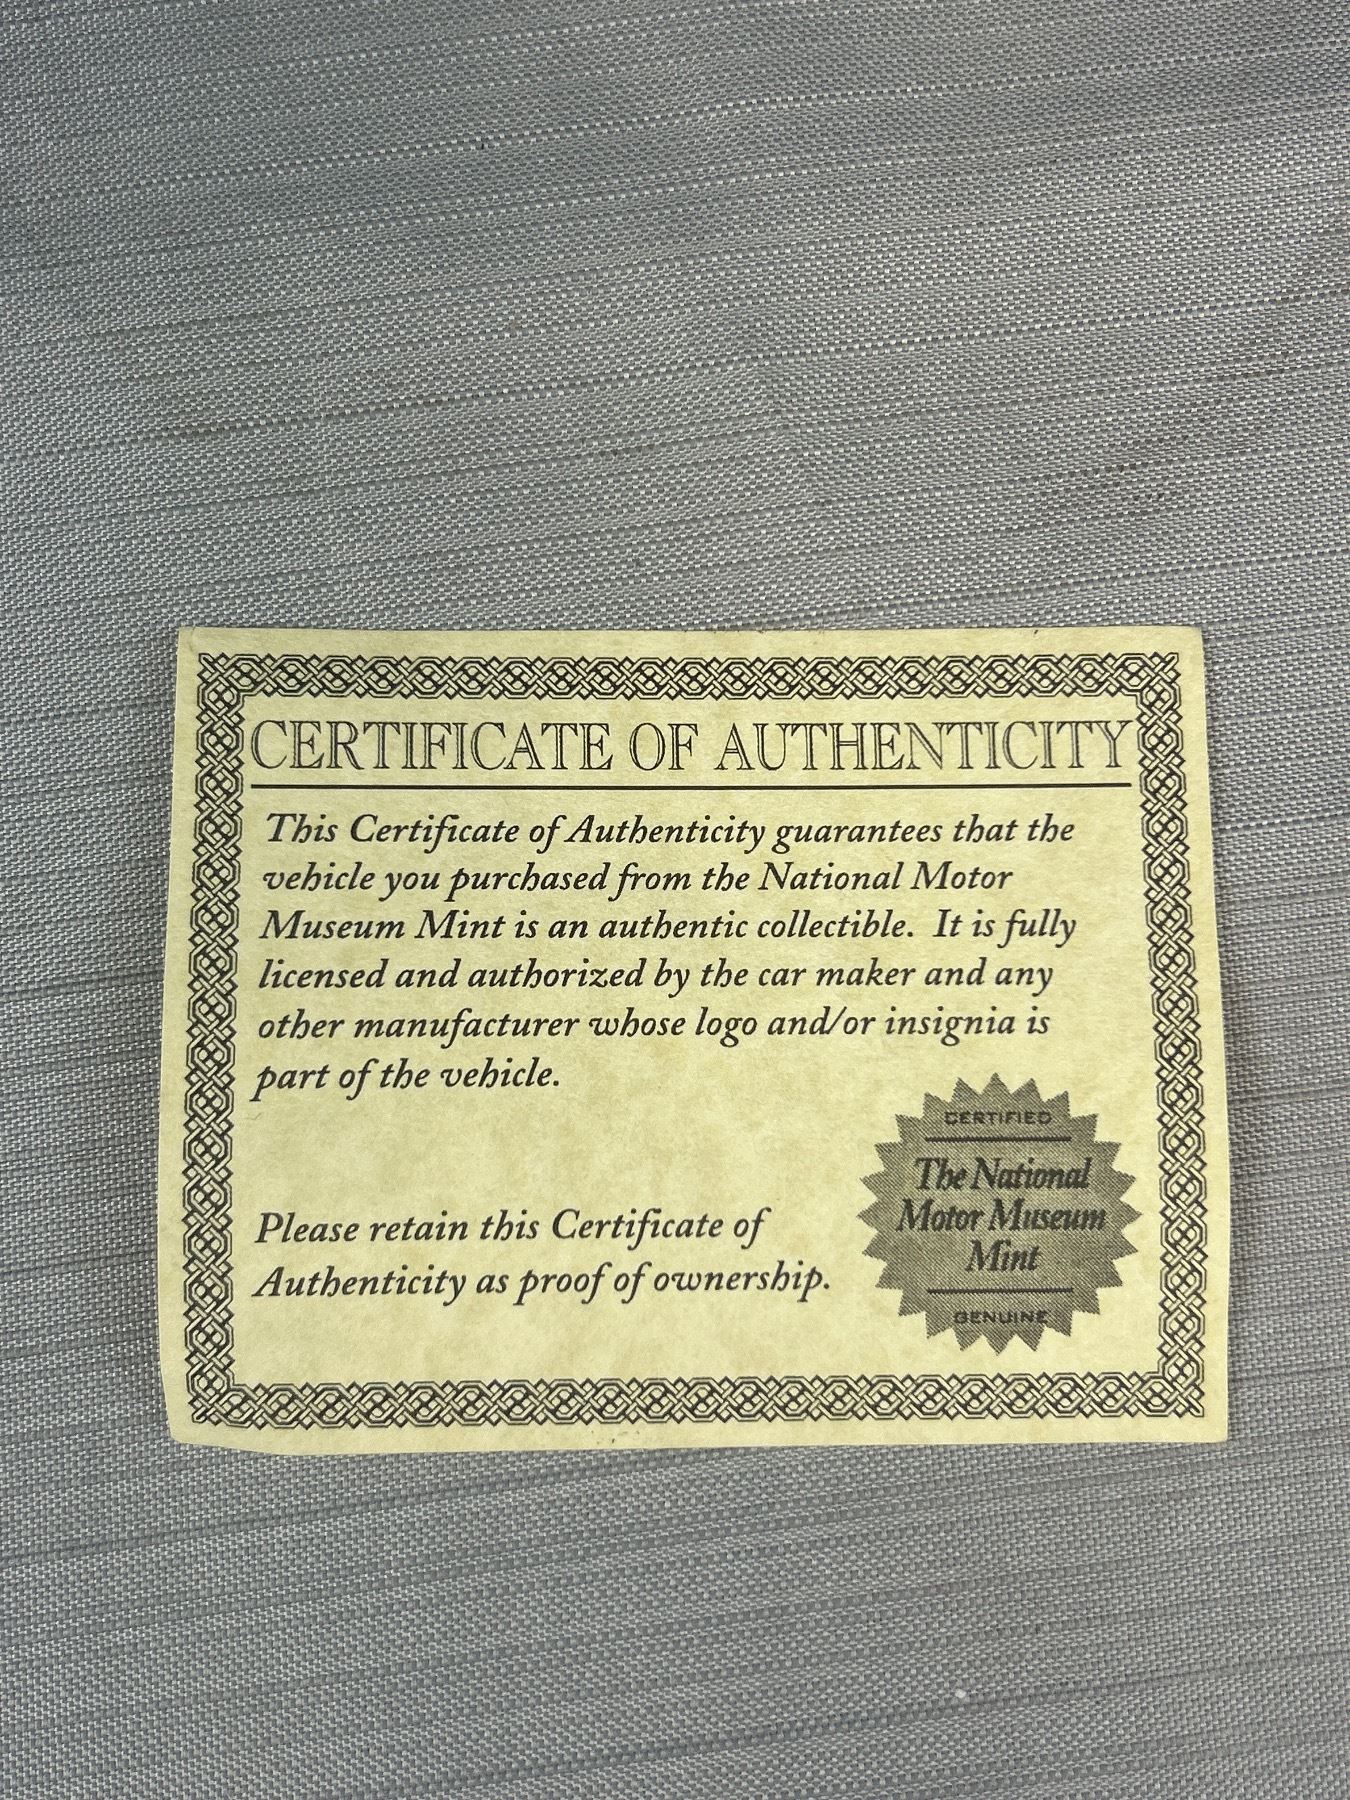 CERTIFICATE OF AUTHENTICITY
This Certificate of Authenticity guarantees that the
vehicle you purchased from the National Motor
Museum Mint is an authentic collectible. It is fully
licensed and authorized by the car maker and any
other manufacturer whose logo and/or insignia is
part of the vehicle.
Please retain this Certificate of
Authenticity as proof of ownership.
CERTIFIED
The National
Motor Museum
Mint
GENUINE